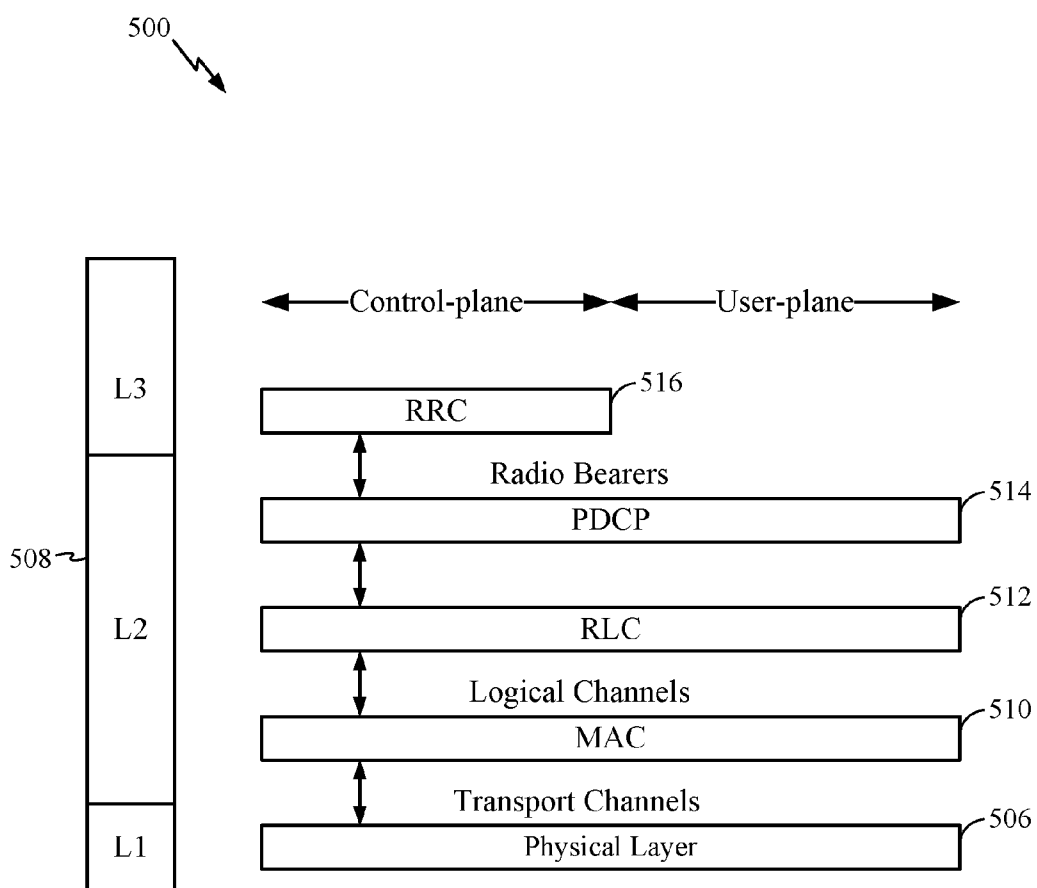 500
Control-plane User-plane
L3
516
RRC
Radio Bearers
514
PDCP
508
512
L2
RLC
Logical Channels
510
MAC
Transport Channels
506
L1
Physical Layer